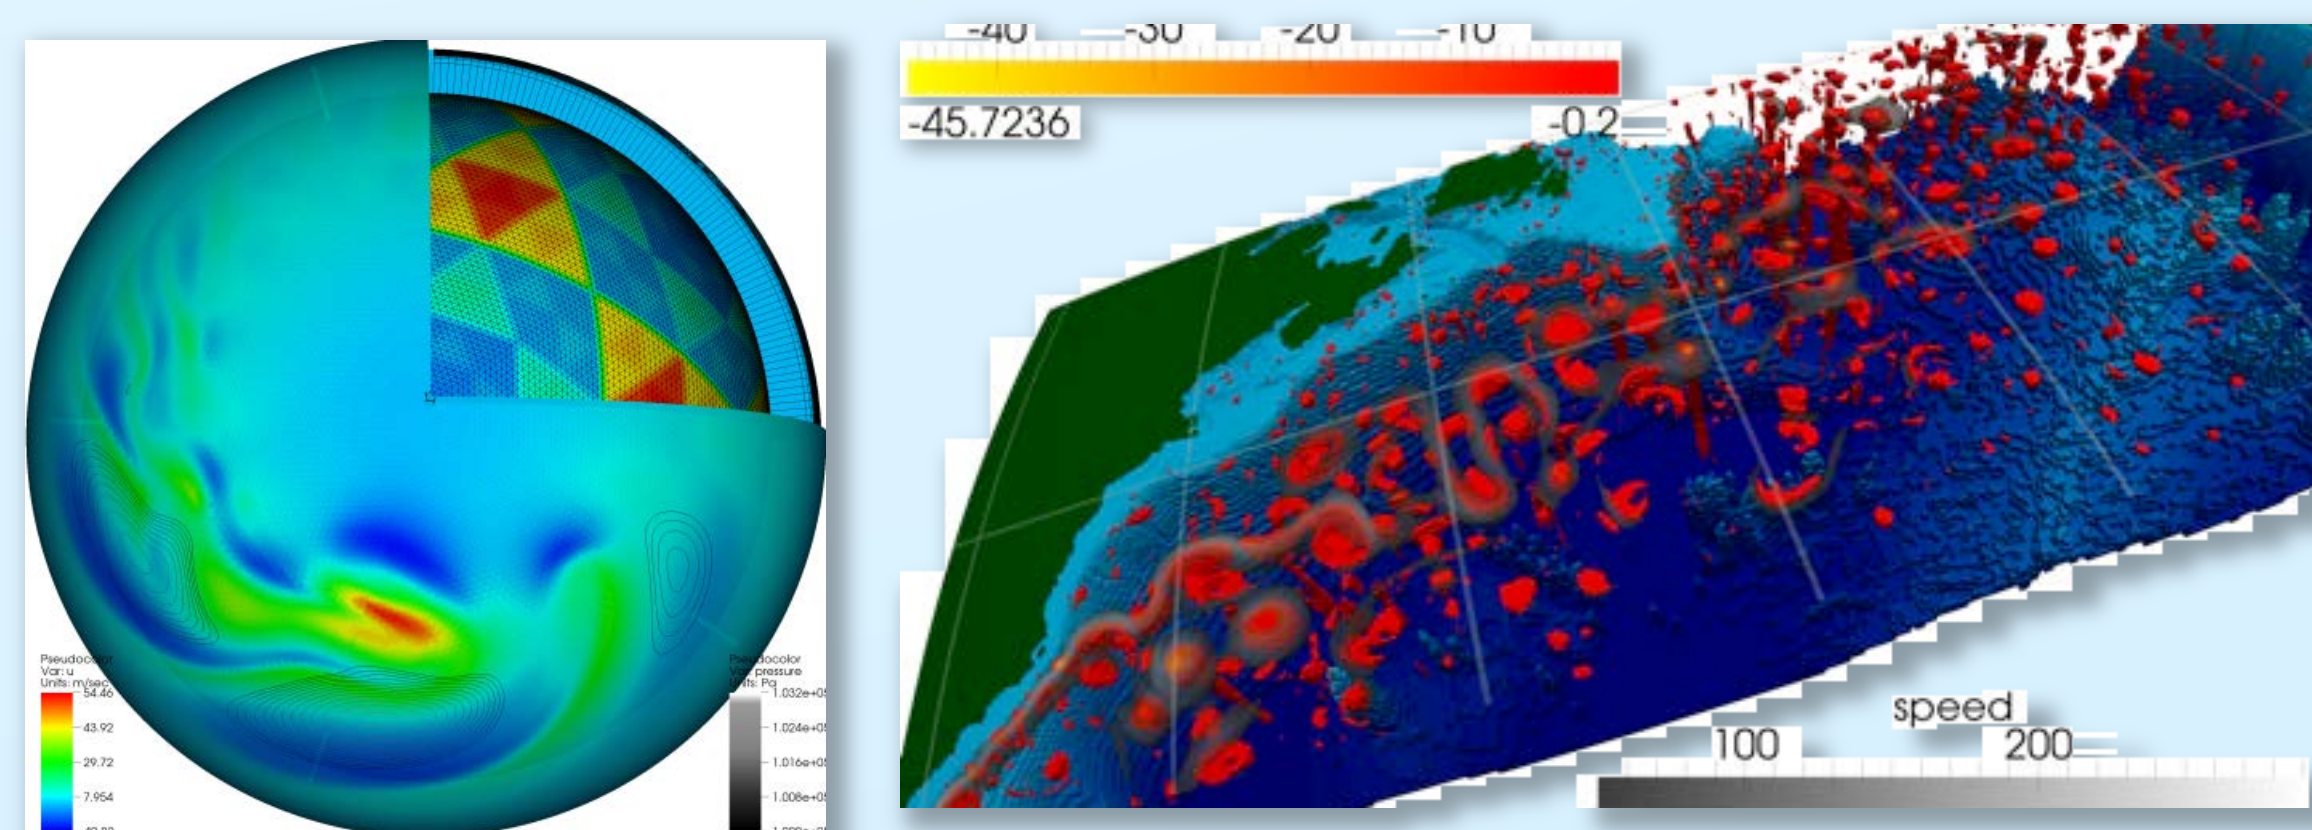 Pseudocolor
Var: u
Units: m/sec
54.46
43.92
29.72
7.954
Pseudocolor
Var: pressure
Units: Pa
1.032e+05
1.024e+05
1.016e+05
1.008e+05
-40 -30 -20 -10
-45.7236 -0.2
speed
100 200